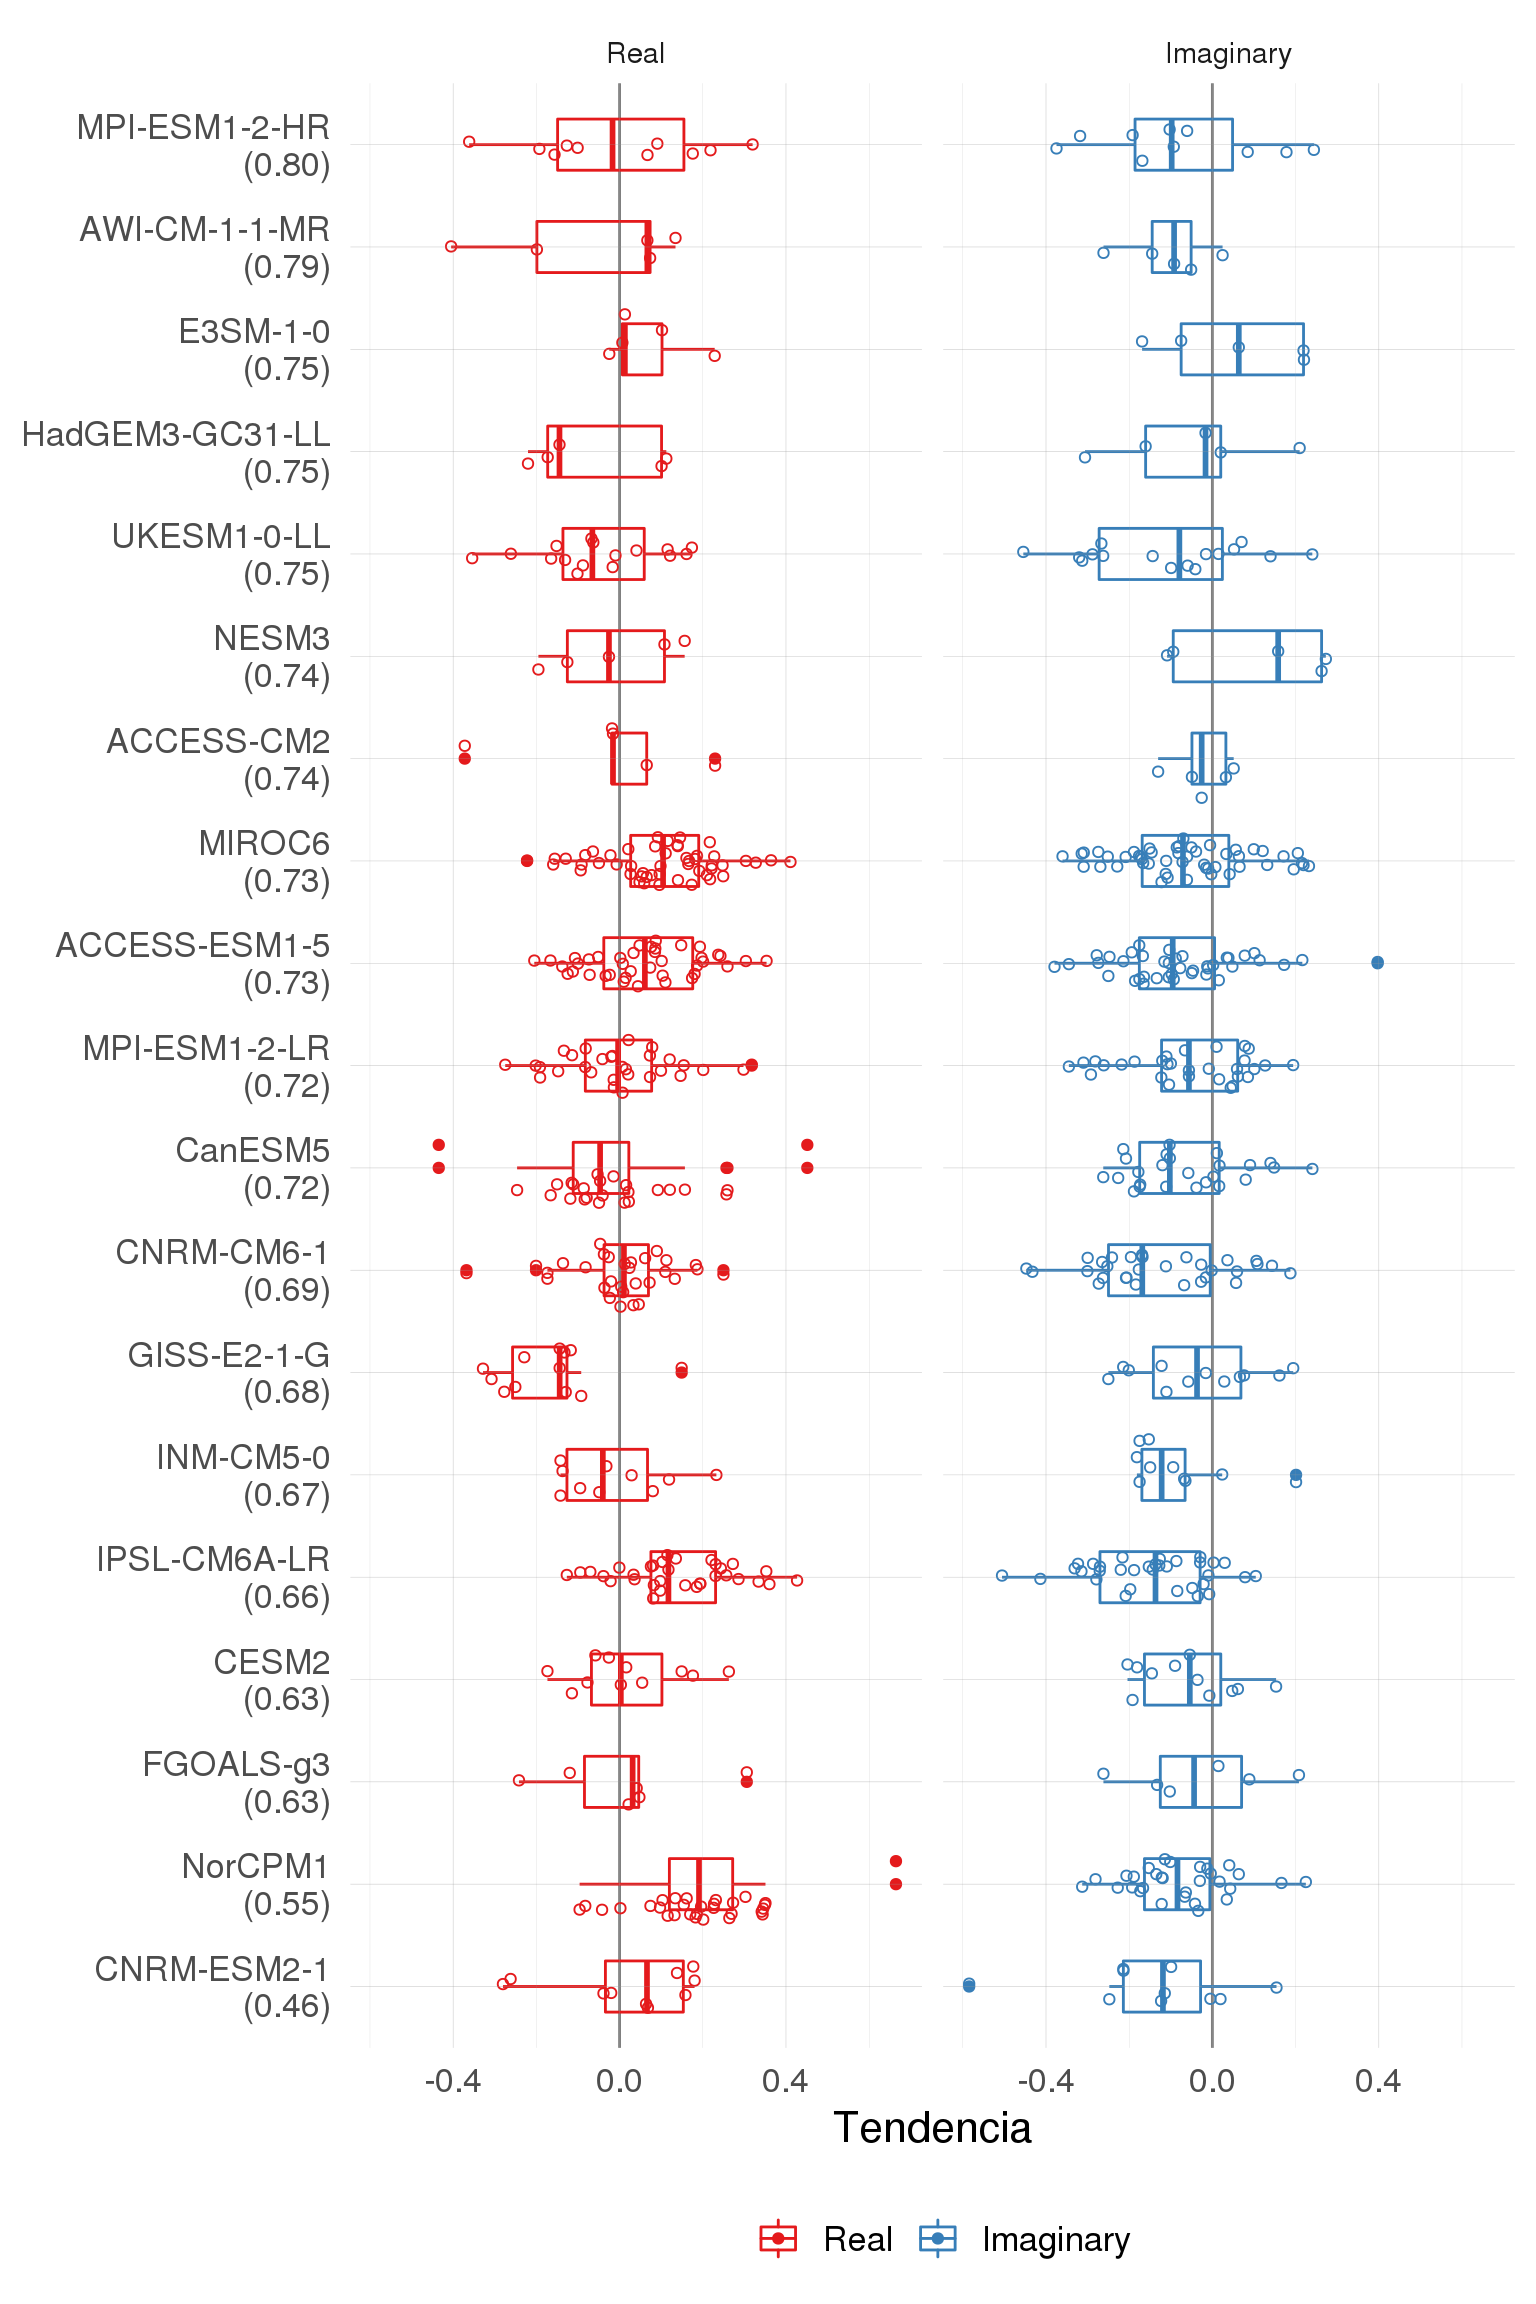 Real
Imaginary
MPI-ESM1-2-HR
(0.80)
AWI-CM-1-1-MR
(0.79)
E3SM-1-0
(0.75)
HadGEM3-GC31-LL
(0.75)
UKESM1-0-LL
(0.75)
NESM3
(0.74)
ACCESS-CM2
(0.74)
MIROC6
(0.73)
ACCESS-ESM1-5
(0.73)
MPI-ESM1-2-LR
(0.72)
CanESM5
(0.72)
CNRM-CM6-1
(0.69)
GISS-E2-1-G
(0.68)
INM-CM5-0
(0.67)
IPSL-CM6A-LR
(0.66)
CESM2
(0.63)
FGOALS-g3
(0.63)
NorCPM1
(0.55)
CNRM-ESM2-1
(0.46)
-0.4 0.0 0.4 -0.4 0.0 0.4
Tendencia
Real Imaginary